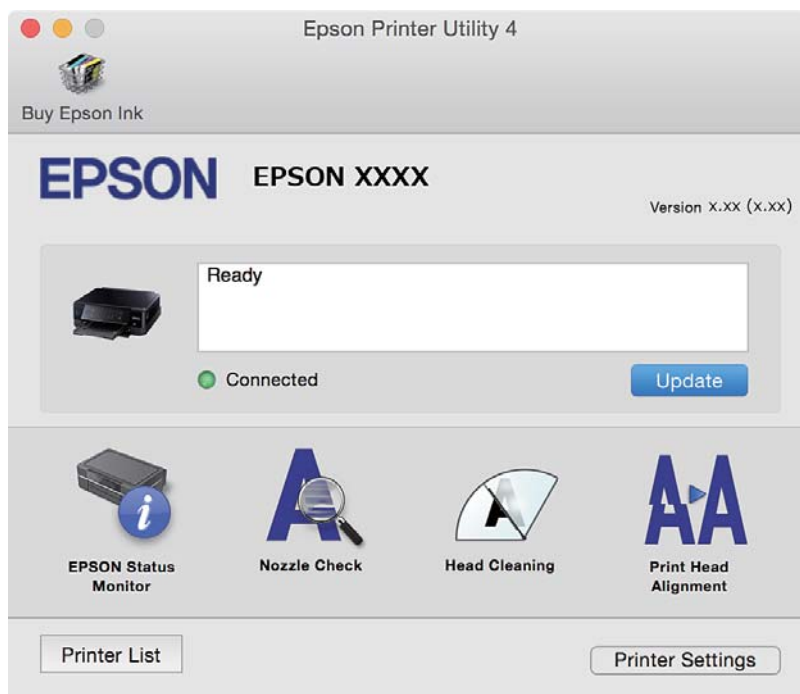 Epson Printer Utility 4
Buy Epson Ink
EPSON
EPSON XXXX
Version x.xx (x.xx)
Ready
Connected
Update
EPSON Status
Monitor
Nozzle Check
Head Cleaning
Print Head
Alignment
Printer List
Printer Settings